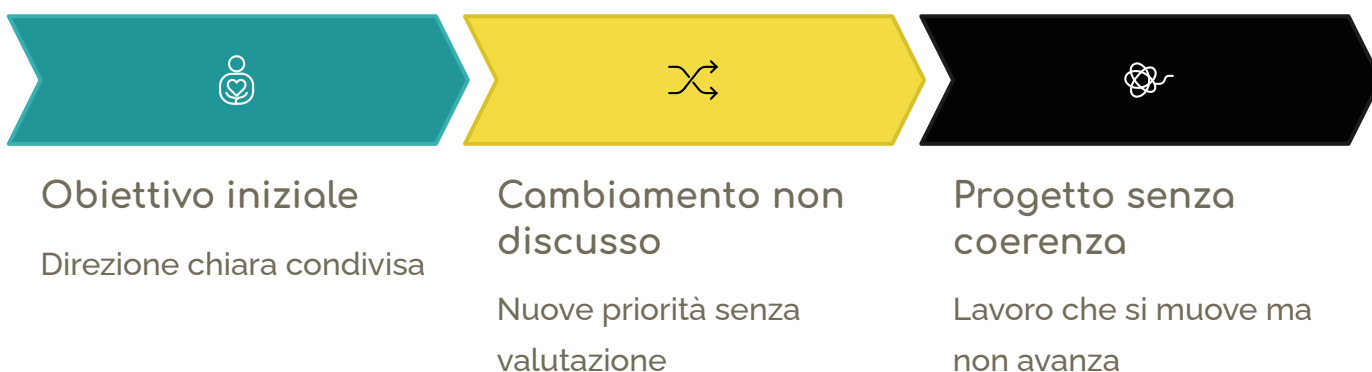 Obiettivo iniziale
Direzione chiara condivisa
Cambiamento non
discusso
Nuove priorità senza
valutazione
Progetto senza
coerenza
Lavoro che si muove ma
non avanza